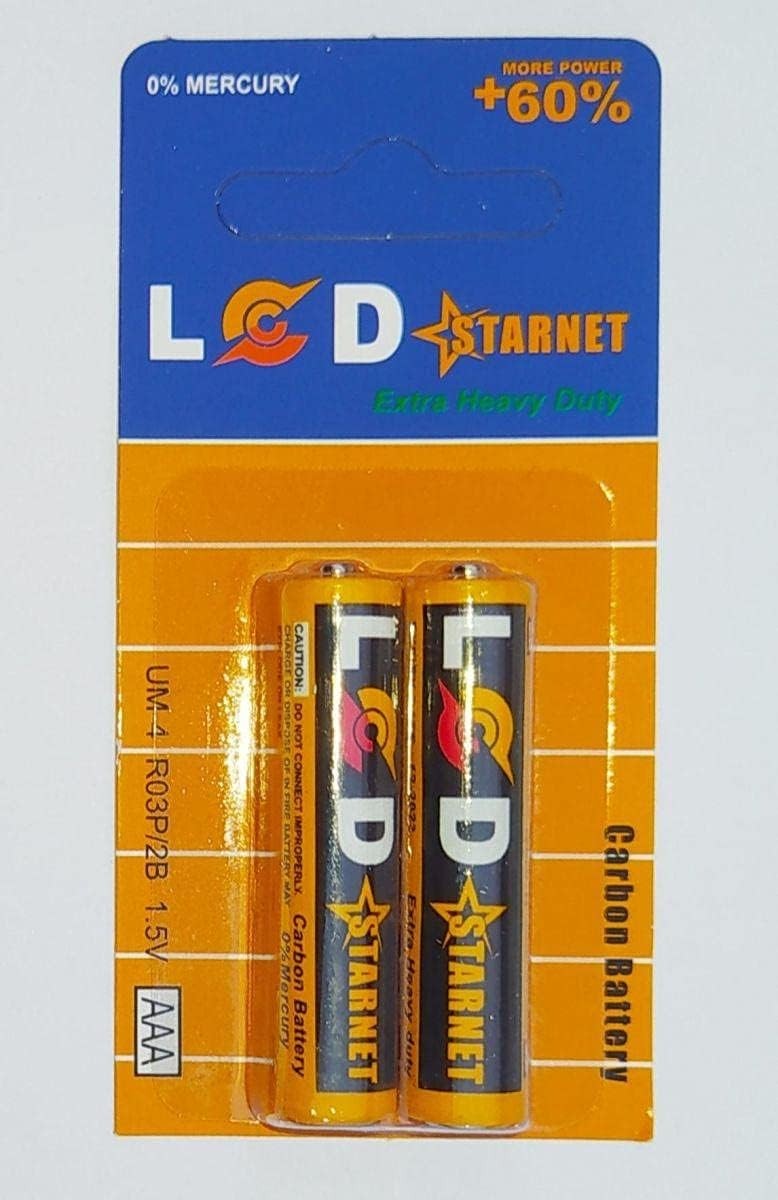 0% MERCURY
MORE POWER
+60%
LCD STARNET
Extra Heavy Duty
UM-4 R03P/2B 1.5V AAA
CAUTION: DO NOT CONNECT IMPROPERLY.
CHARGE OR DISPOSE OF IN FIRE BATTERY MAY
Carbon Battery
0% Mercury
LCD STARNET
Extra Heavy duty
LCD STARNET
Carbon Battery